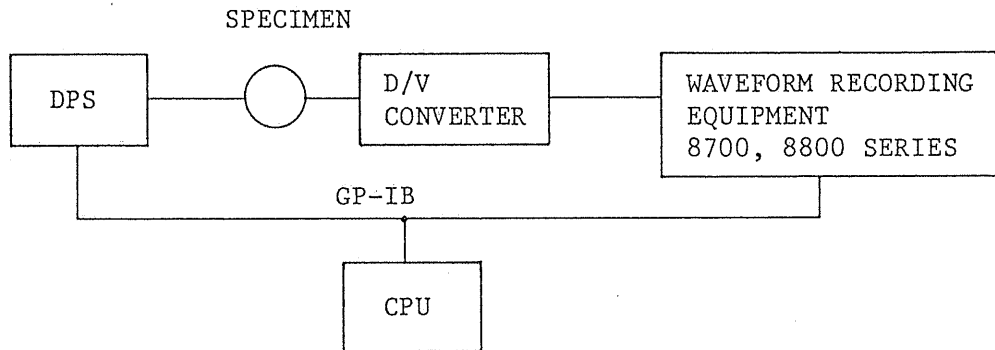 SPECIMEN
DPS
D/V
CONVERTER
WAVEFORM RECORDING
EQUIPMENT
8700, 8800 SERIES
GP-IB
CPU